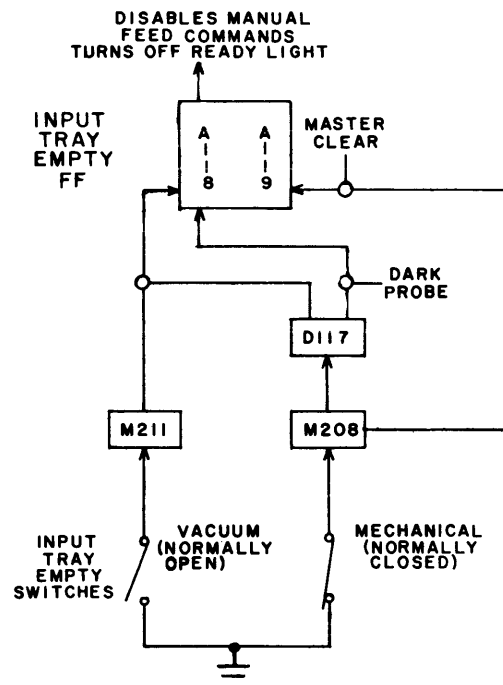 DISABLES MANUAL
FEED COMMANDS
TURNS OFF READY LIGHT
INPUT
TRAY
EMPTY
FF
A
8
A
9
MASTER
CLEAR
DARK
PROBE
D117
M211
M208
INPUT
TRAY
EMPTY
SWITCHES
VACUUM
(NORMALLY
OPEN)
MECHANICAL
(NORMALLY
CLOSED)